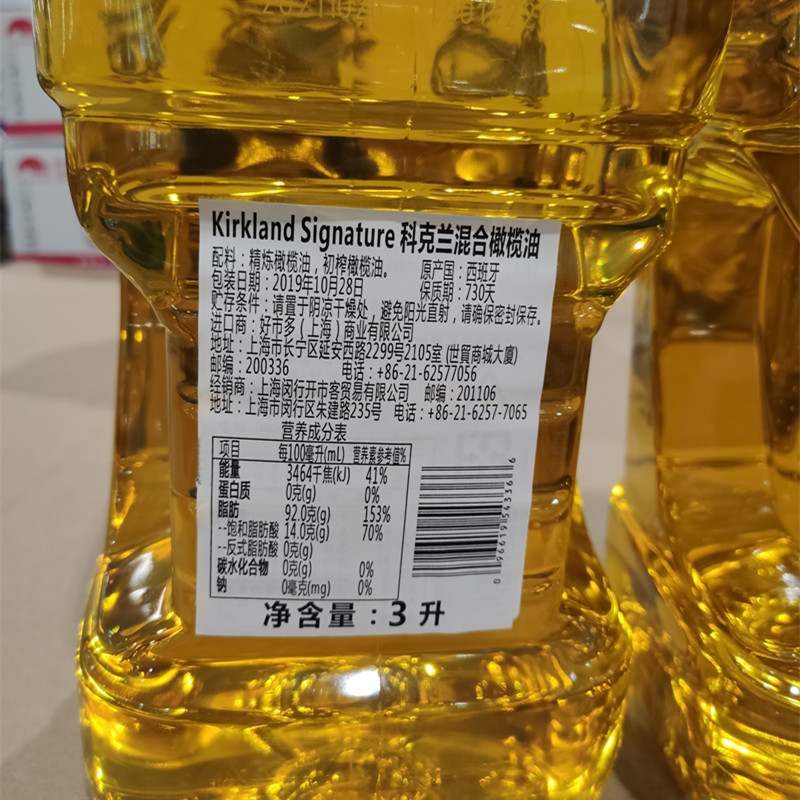 Kirkland Signature 科克兰混合橄榄油
配料：精炼橄榄油，初榨橄榄油。 原产国：西班牙
包装日期：2019年10月28日 保质期：730天
贮存条件：请置于阴凉干燥处，避免阳光直射，请确保密封保存。
进口商：好市多（上海）商业有限公司
地址：上海市长宁区延安西路2299号2105室 (世貿商城大廈)
邮编：200336 电话：+86-21-62577056
经销商：上海闵行开市客贸易有限公司 邮编：201106
地址：上海市闵行区朱建路235号 电话：+86-21-6257-7065
营养成分表
项目 每100毫升(mL) 营养素参考值%
能量 3464千焦(kJ) 41%
蛋白质 0克(g) 0%
脂肪 92.0克(g) 153%
--饱和脂肪酸 14.0克(g) 70%
--反式脂肪酸 0克(g)
碳水化合物 0克(g) 0%
钠 0毫克(mg) 0%
净含量：3 升
0 96619 54336 6